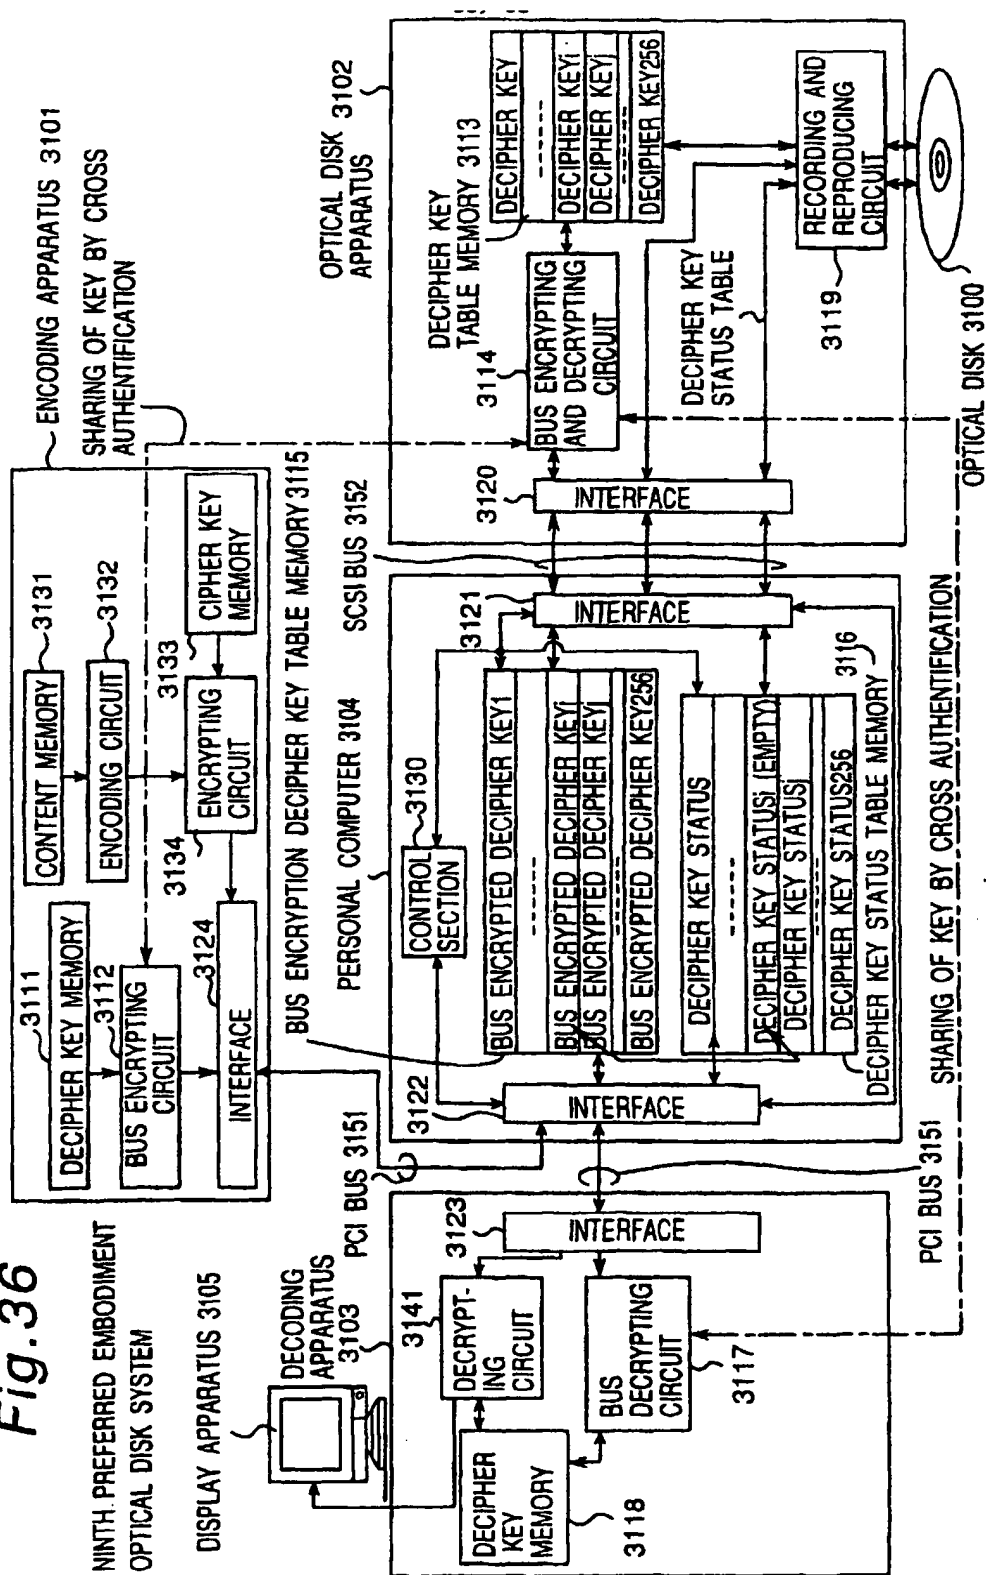 Fig.36
NINTH PREFERRED EMBODIMENT
OPTICAL DISK SYSTEM
ENCODING APPARATUS 3101
SHARING OF KEY BY CROSS
AUTHENTIFICATION
3111
DECIPHER KEY MEMORY
3112
BUS ENCRYPTING
CIRCUIT
3124
INTERFACE
3131
CONTENT MEMORY
3132
ENCODING CIRCUIT
3133
CIPHER KEY
MEMORY
3134
ENCRYPTING
CIRCUIT
DISPLAY APPARATUS 3105
DECODING
APPARATUS
3103
3141
DECRYPT-
ING
CIRCUIT
3123
INTERFACE
DECIPHER
KEY
MEMORY
3118
BUS
DECRYPTING
CIRCUIT
3117
PCI BUS 3151
PCI BUS 3151
BUS ENCRYPTION DECIPHER KEY TABLE MEMORY 3115
PERSONAL COMPUTER 3104
3130
CONTROL
SECTION
3122
INTERFACE
BUS ENCRYPTED DECIPHER KEY1
BUS ENCRYPTED DECIPHER KEYi
BUS ENCRYPTED DECIPHER KEYj
BUS ENCRYPTED DECIPHER KEY256
DECIPHER KEY STATUS
DECIPHER KEY STATUSi (EMPTY)
DECIPHER KEY STATUSj
DECIPHER KEY STATUS256
3116
DECIPHER KEY STATUS TABLE MEMORY
3121
INTERFACE
SCSI BUS 3152
SHARING OF KEY BY CROSS AUTHENTIFICATION
OPTICAL DISK
APPARATUS 3102
3120
INTERFACE
DECIPHER KEY
TABLE MEMORY 3113
3114
BUS ENCRYPTING
AND DECRYPTING
CIRCUIT
DECIPHER KEY
DECIPHER KEYi
DECIPHER KEYj
DECIPHER KEY256
DECIPHER KEY
STATUS TABLE
3119
RECORDING AND
REPRODUCING
CIRCUIT
OPTICAL DISK 3100